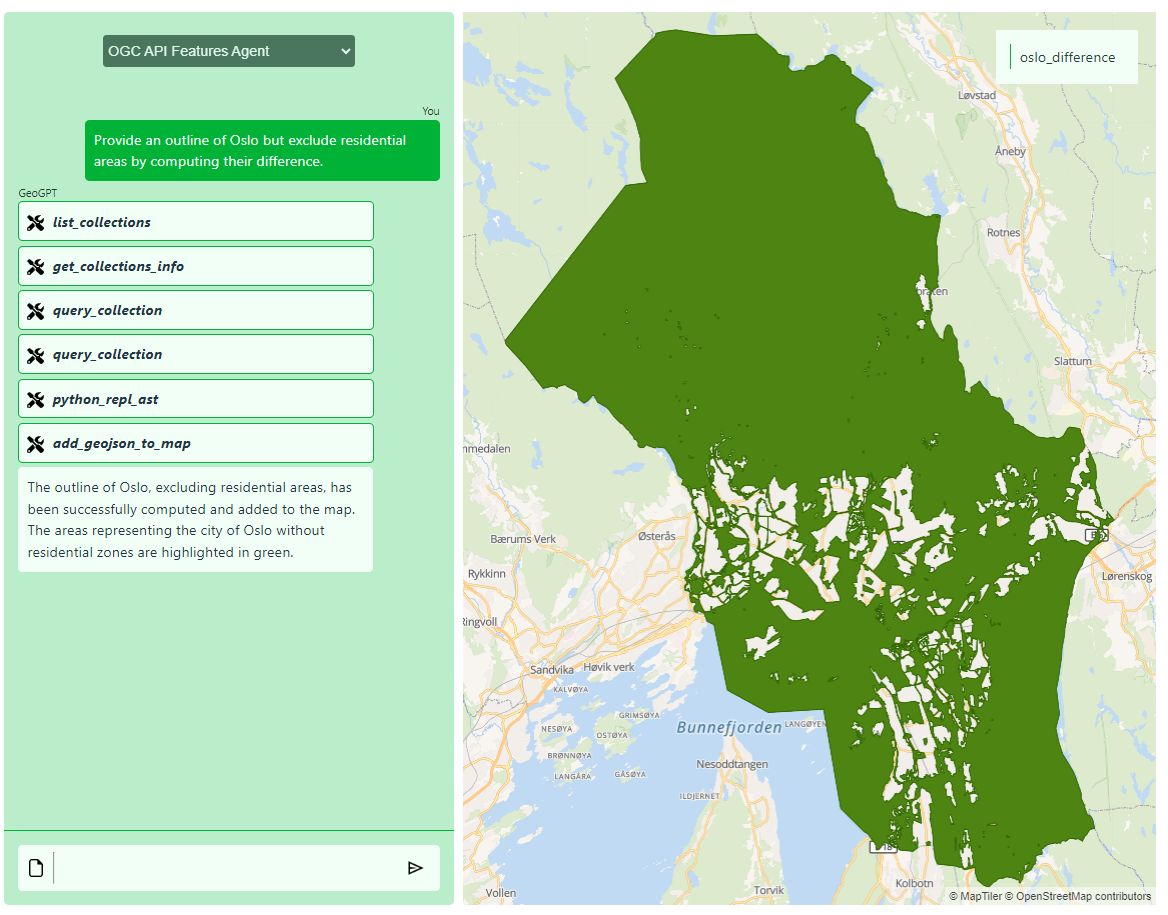 OGC API Features Agent
You
Provide an outline of Oslo but exclude residential
areas by computing their difference.
GeoGPT
list_collections
get_collections_info
query_collection
query_collection
python_repl_ast
add_geojson_to_map
The outline of Oslo, excluding residential areas, has
been successfully computed and added to the map.
The areas representing the city of Oslo without
residential zones are highlighted in green.
oslo_difference
Løvstad
Åneby
Rotnes
Slattum
mmedalen
Bærums Verk
Østerås
Rykkinn
Lørenskog
Ringvoll
Sandvika
Høvik verk
KALVØYA
GRIMSØYA
NESØYA
OSTØYA
Bunnefjorden
LANGØYEN
BRØNNØYA
LANGÅRA
GÅSØYA
Nesoddtangen
ILDJERNET
Kolbotn
Torvik
Vollen
© MapTiler © OpenStreetMap contributors